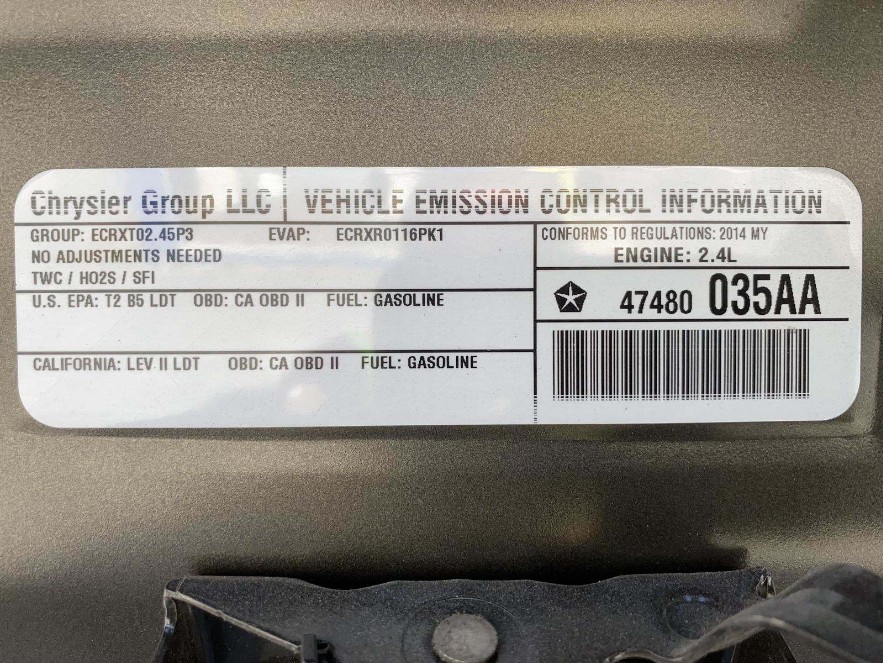 Chrysler Group LLC | VEHICLE EMISSION CONTROL INFORMATION
GROUP: ECRXT02.45P3 EVAP: ECRXR0116PK1
NO ADJUSTMENTS NEEDED
TWC / HO2S / SFI
U.S. EPA: T2 B5 LDT OBD: CA OBD II FUEL: GASOLINE
CALIFORNIA: LEV II LDT OBD: CA OBD II FUEL: GASOLINE
CONFORMS TO REGULATIONS: 2014 MY
ENGINE: 2.4L
47480 035AA